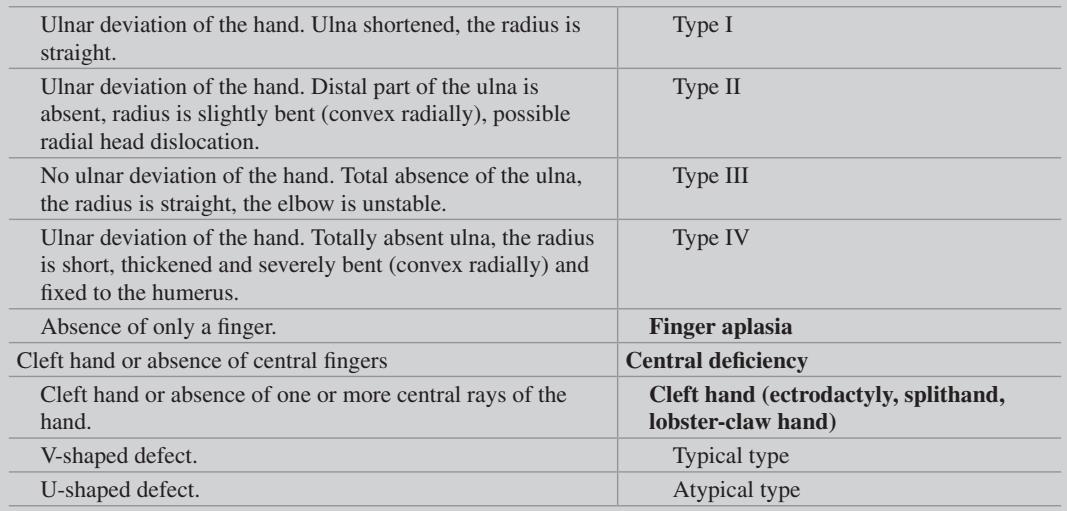 Ulnar deviation of the hand. Ulna shortened, the radius is
straight.
Type I
Ulnar deviation of the hand. Distal part of the ulna is
absent, radius is slightly bent (convex radially), possible
radial head dislocation.
Type II
No ulnar deviation of the hand. Total absence of the ulna,
the radius is straight, the elbow is unstable.
Type III
Ulnar deviation of the hand. Totally absent ulna, the radius
is short, thickened and severely bent (convex radially) and
fixed to the humerus.
Type IV
Absence of only a finger.
Finger aplasia
Cleft hand or absence of central fingers
Central deficiency
Cleft hand or absence of one or more central rays of the
hand.
Cleft hand (ectrodactyly, splithand,
lobster-claw hand)
V-shaped defect.
Typical type
U-shaped defect.
Atypical type